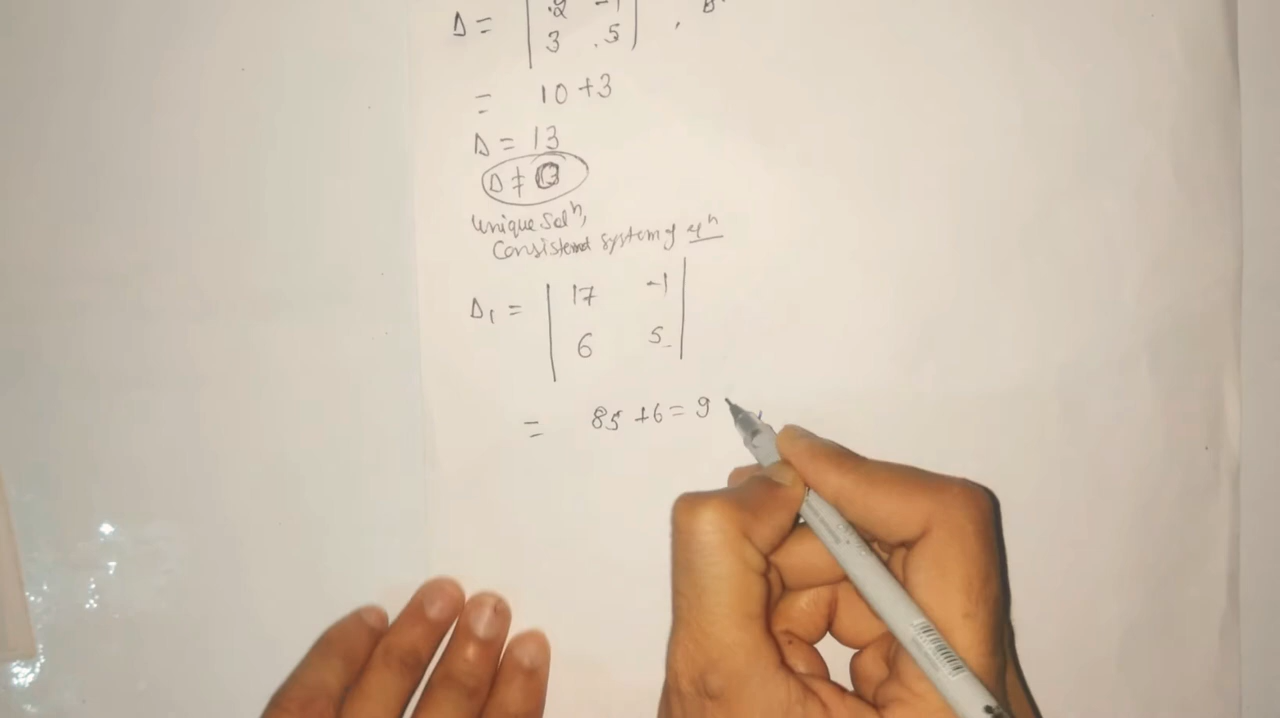 Δ = | .2 -1 |
| 3 .5 | ,
= 10 + 3
Δ = 13
Δ ≠ 0
Unique Solⁿ,
Consistend system of eqⁿ
Δ₁ = | 17 -1 |
| 6 5 |
= 85 + 6 = 9